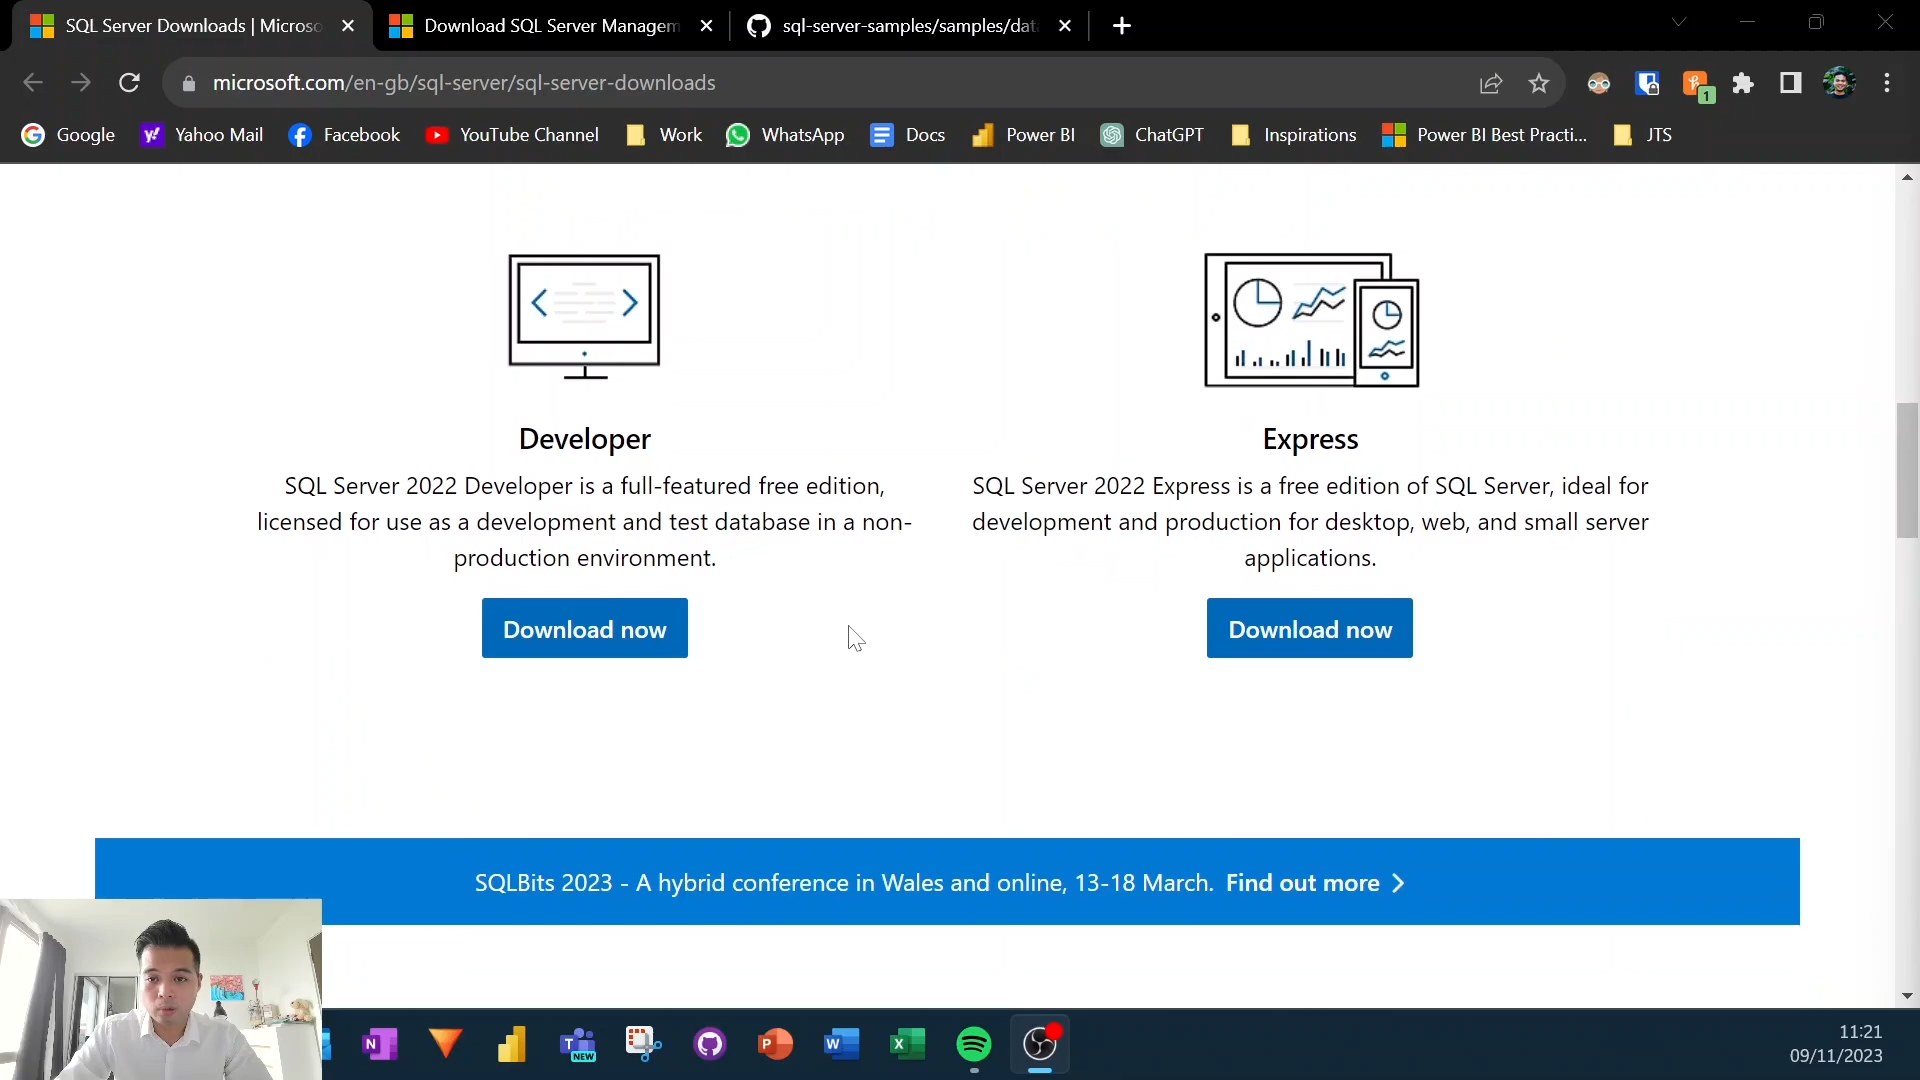 SQL Server Downloads | Microso
Download SQL Server Managem
sql-server-samples/samples/dat
microsoft.com/en-gb/sql-server/sql-server-downloads
1
Google
Yahoo Mail
Facebook
YouTube Channel
Work
WhatsApp
Docs
Power BI
ChatGPT
Inspirations
Power BI Best Practi...
JTS
Developer
SQL Server 2022 Developer is a full-featured free edition,
licensed for use as a development and test database in a non-
production environment.
Download now
Express
SQL Server 2022 Express is a free edition of SQL Server, ideal for
development and production for desktop, web, and small server
applications.
Download now
SQLBits 2023 - A hybrid conference in Wales and online, 13-18 March. Find out more
N
T
NEW
P
W
X
11:21
09/11/2023